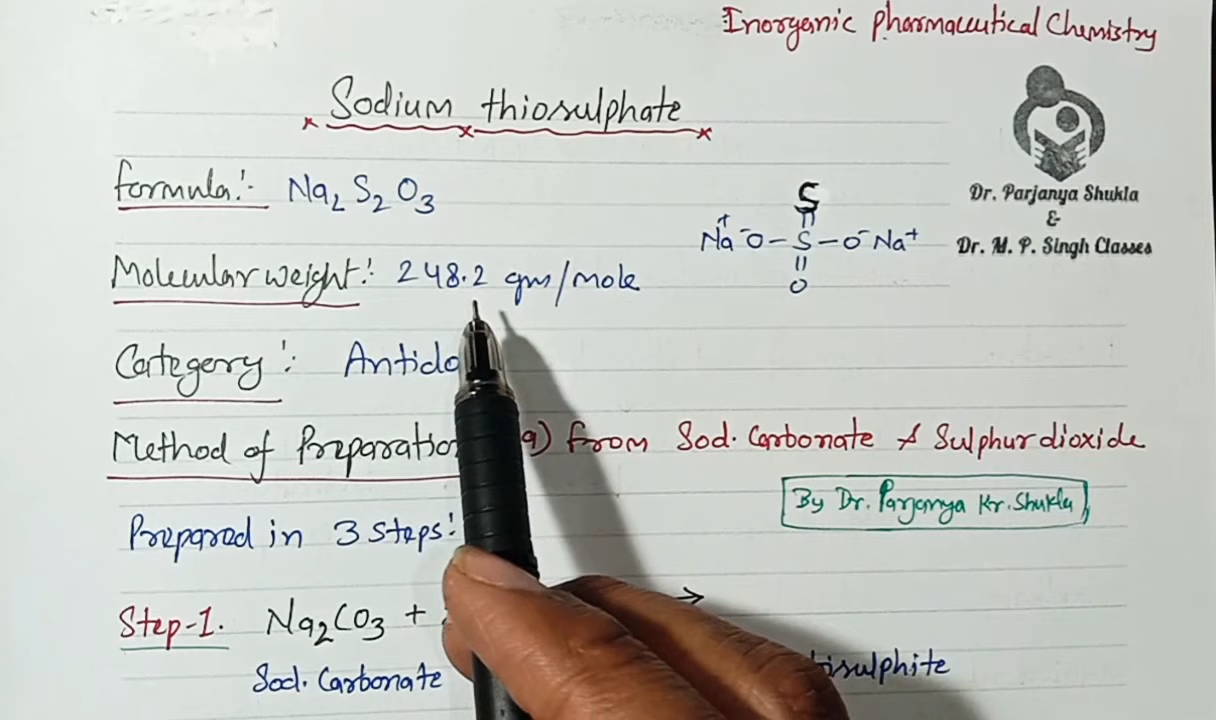 Inorganic pharmaceutical Chemistry
Sodium thiosulphate
Formula:- Na2 S2 O3
S
Na+ -O-S-O- Na+
O
Dr. Parjanya Shukla
&
Dr. M. P. Singh Classes
Molecular weight: 248.2 gm/mole
Category:
Method of Preparation a) from Sod. Carbonate & Sulphur dioxide
By Dr. Parjanya Kr. Shukla
Prepared in 3 steps:
Step-1. Na2CO3 + →
Sod. Carbonate